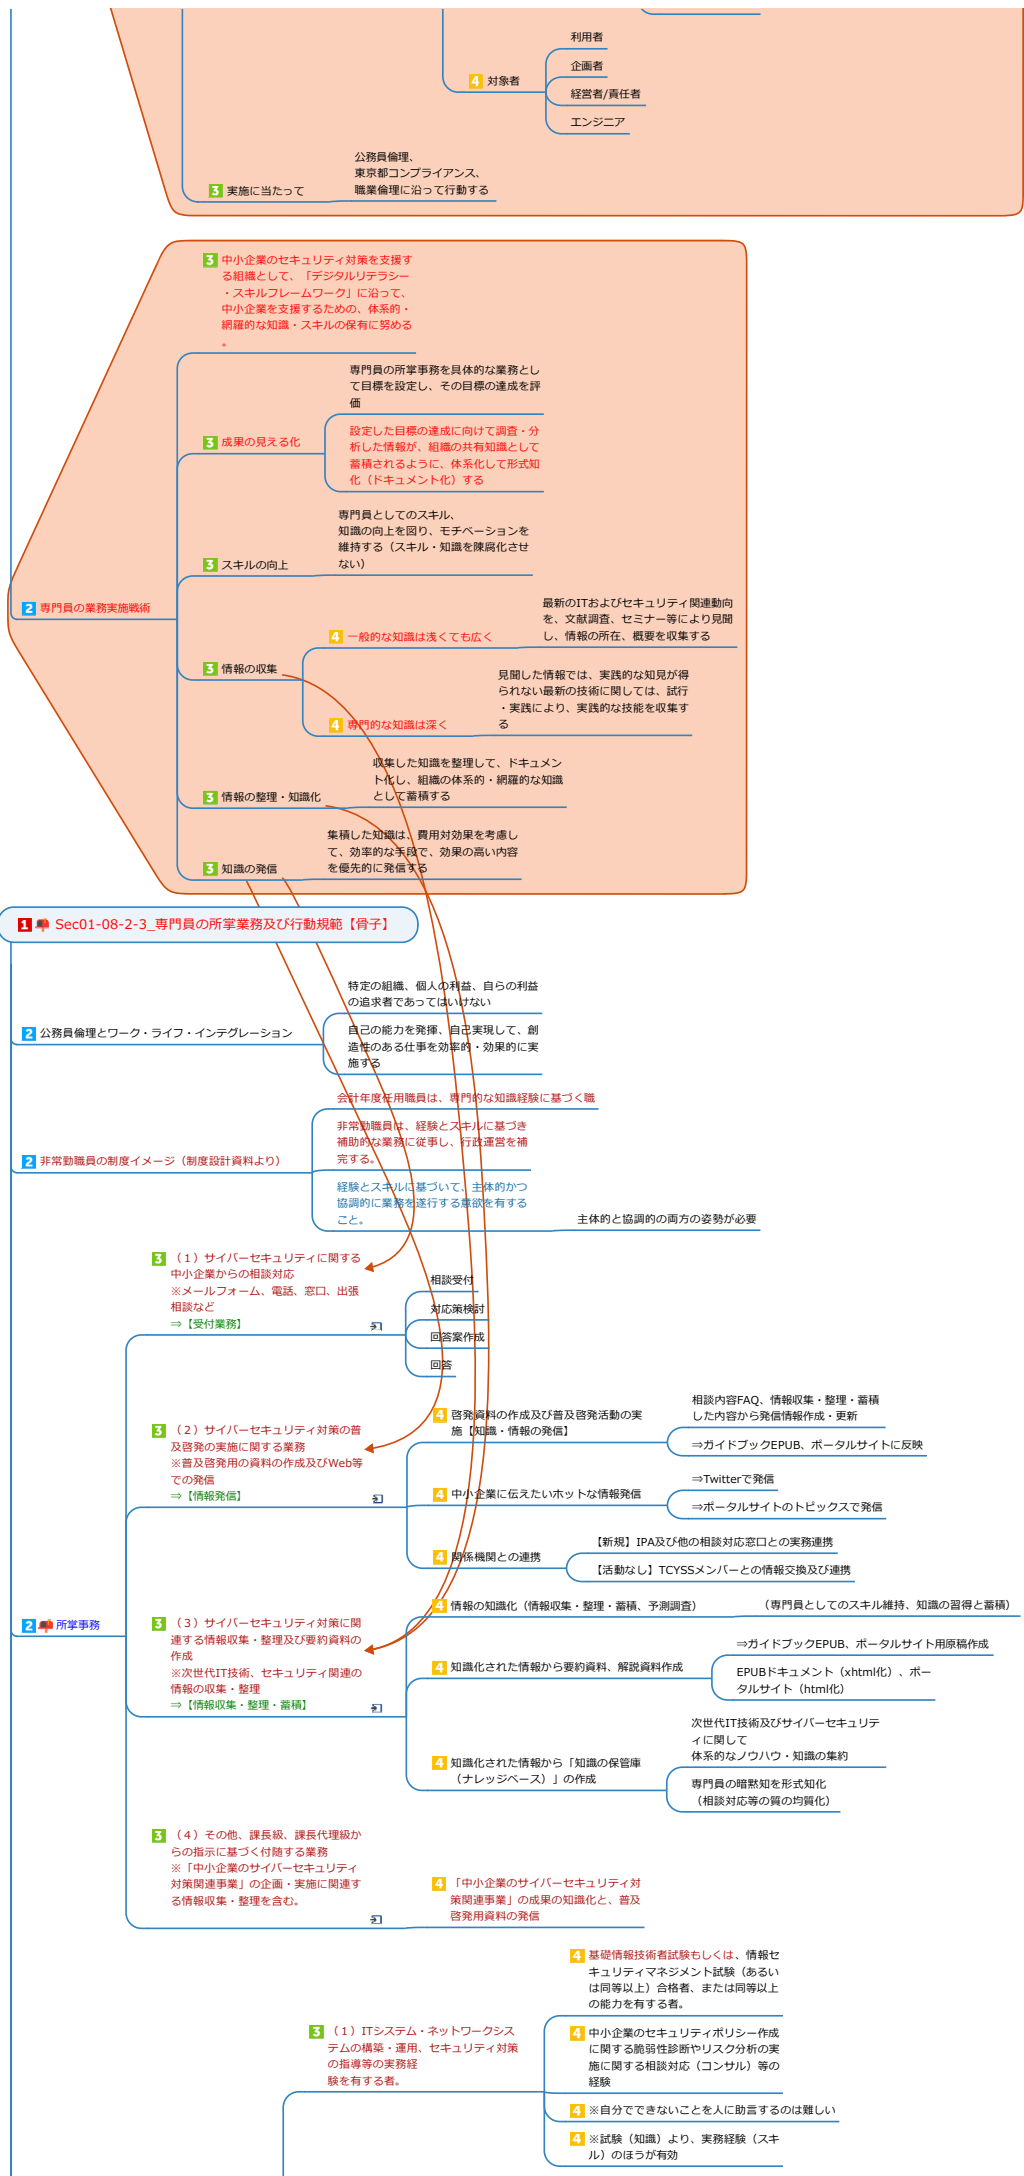 利用者
企画者
4 対象者
経営者/責任者
エンジニア
公務員倫理、
東京都コンプライアンス、
職業倫理に沿って行動する
3 実施に当たって
3 中小企業のセキュリティ対策を支援す
る組織として、「デジタルリテラシー
・スキルフレームワーク」に沿って、
中小企業を支援するための、体系的・
網羅的な知識・スキルの保有に努める
。
専門員の所掌事務を具体的な業務とし
て目標を設定し、その目標の達成を評
価
3 成果の見える化
設定した目標の達成に向けて調査・分
析した情報が、組織の共有知識として
蓄積されるように、体系化して形式知
化（ドキュメント化）する
専門員としてのスキル、
知識の向上を図り、モチベーションを
維持する（スキル・知識を陳腐化させ
ない）
3 スキルの向上
2 専門員の業務実施戦術
最新のITおよびセキュリティ関連動向
を、文献調査、セミナー等により見聞
し、情報の所在、概要を収集する
4 一般的な知識は浅くても広く
3 情報の収集
見聞した情報では、実践的な知見が得
られない最新の技術に関しては、試行
・実践により、実践的な技能を収集す
る
4 専門的な知識は深く
収集した知識を整理して、ドキュメン
ト化し、組織の体系的・網羅的な知識
として蓄積する
3 情報の整理・知識化
集積した知識は、費用対効果を考慮し
て、効率的な手段で、効果の高い内容
を優先的に発信する
3 知識の発信
1 Sec01-08-2-3_専門員の所掌業務及び行動規範【骨子】
特定の組織、個人の利益、自らの利益
の追求者であってはいけない
2 公務員倫理とワーク・ライフ・インテグレーション
自己の能力を発揮、自己実現して、創
造性のある仕事を効率的・効果的に実
施する
会計年度任用職員は、専門的な知識経験に基づく職
非常勤職員は、経験とスキルに基づき
補助的な業務に従事し、行政運営を補
完する。
2 非常勤職員の制度イメージ（制度設計資料より）
経験とスキルに基づいて、主体的かつ
協調的に業務を遂行する意欲を有する
こと。
主体的と協調的の両方の姿勢が必要
3 （１）サイバーセキュリティに関する
中小企業からの相談対応
※メールフォーム、電話、窓口、出張
相談など
⇒【受付業務】
相談受付
対応策検討
回答案作成
回答
3 （２）サイバーセキュリティ対策の普
及啓発の実施に関する業務
※普及啓発用の資料の作成及びWeb等
での発信
⇒【情報発信】
4 啓発資料の作成及び普及啓発活動の実
施【知識・情報の発信】
相談内容FAQ、情報収集・整理・蓄積
した内容から発信情報作成・更新
⇒ガイドブックEPUB、ポータルサイトに反映
4 中小企業に伝えたいホットな情報発信
⇒Twitterで発信
⇒ポータルサイトのトピックスで発信
4 関係機関との連携
【新規】IPA及び他の相談対応窓口との実務連携
【活動なし】TCYSSメンバーとの情報交換及び連携
2 所掌事務
3 （３）サイバーセキュリティ対策に関
連する情報収集・整理及び要約資料の
作成
※次世代IT技術、セキュリティ関連の
情報の収集・整理
⇒【情報収集・整理・蓄積】
4 情報の知識化（情報収集・整理・蓄積、予測調査）
（専門員としてのスキル維持、知識の習得と蓄積）
4 知識化された情報から要約資料、解説資料作成
⇒ガイドブックEPUB、ポータルサイト用原稿作成
EPUBドキュメント（xhtml化）、ポー
タルサイト（html化）
4 知識化された情報から「知識の保管庫
（ナレッジベース）」の作成
次世代IT技術及びサイバーセキュリテ
ィに関して
体系的なノウハウ・知識の集約
専門員の暗黙知を形式知化
（相談対応等の質の均質化）
3 （４）その他、課長級、課長代理級か
らの指示に基づく付随する業務
※「中小企業のサイバーセキュリティ
対策関連事業」の企画・実施に関連す
る情報収集・整理を含む。
4 「中小企業のサイバーセキュリティ対
策関連事業」の成果の知識化と、普及
啓発用資料の発信
3 （１）ITシステム・ネットワークシス
テムの構築・運用、セキュリティ対策
の指導等の実務経
験を有する者。
4 基礎情報技術者試験もしくは、情報セ
キュリティマネジメント試験（あるい
は同等以上）合格者、または同等以上
の能力を有する者。
4 中小企業のセキュリティポリシー作成
に関する脆弱性診断やリスク分析の実
施に関する相談対応（コンサル）等の
経験
4 ※自分でできないことを人に助言するのは難しい
4 ※試験（知識）より、実務経験（スキ
ル）のほうが有効